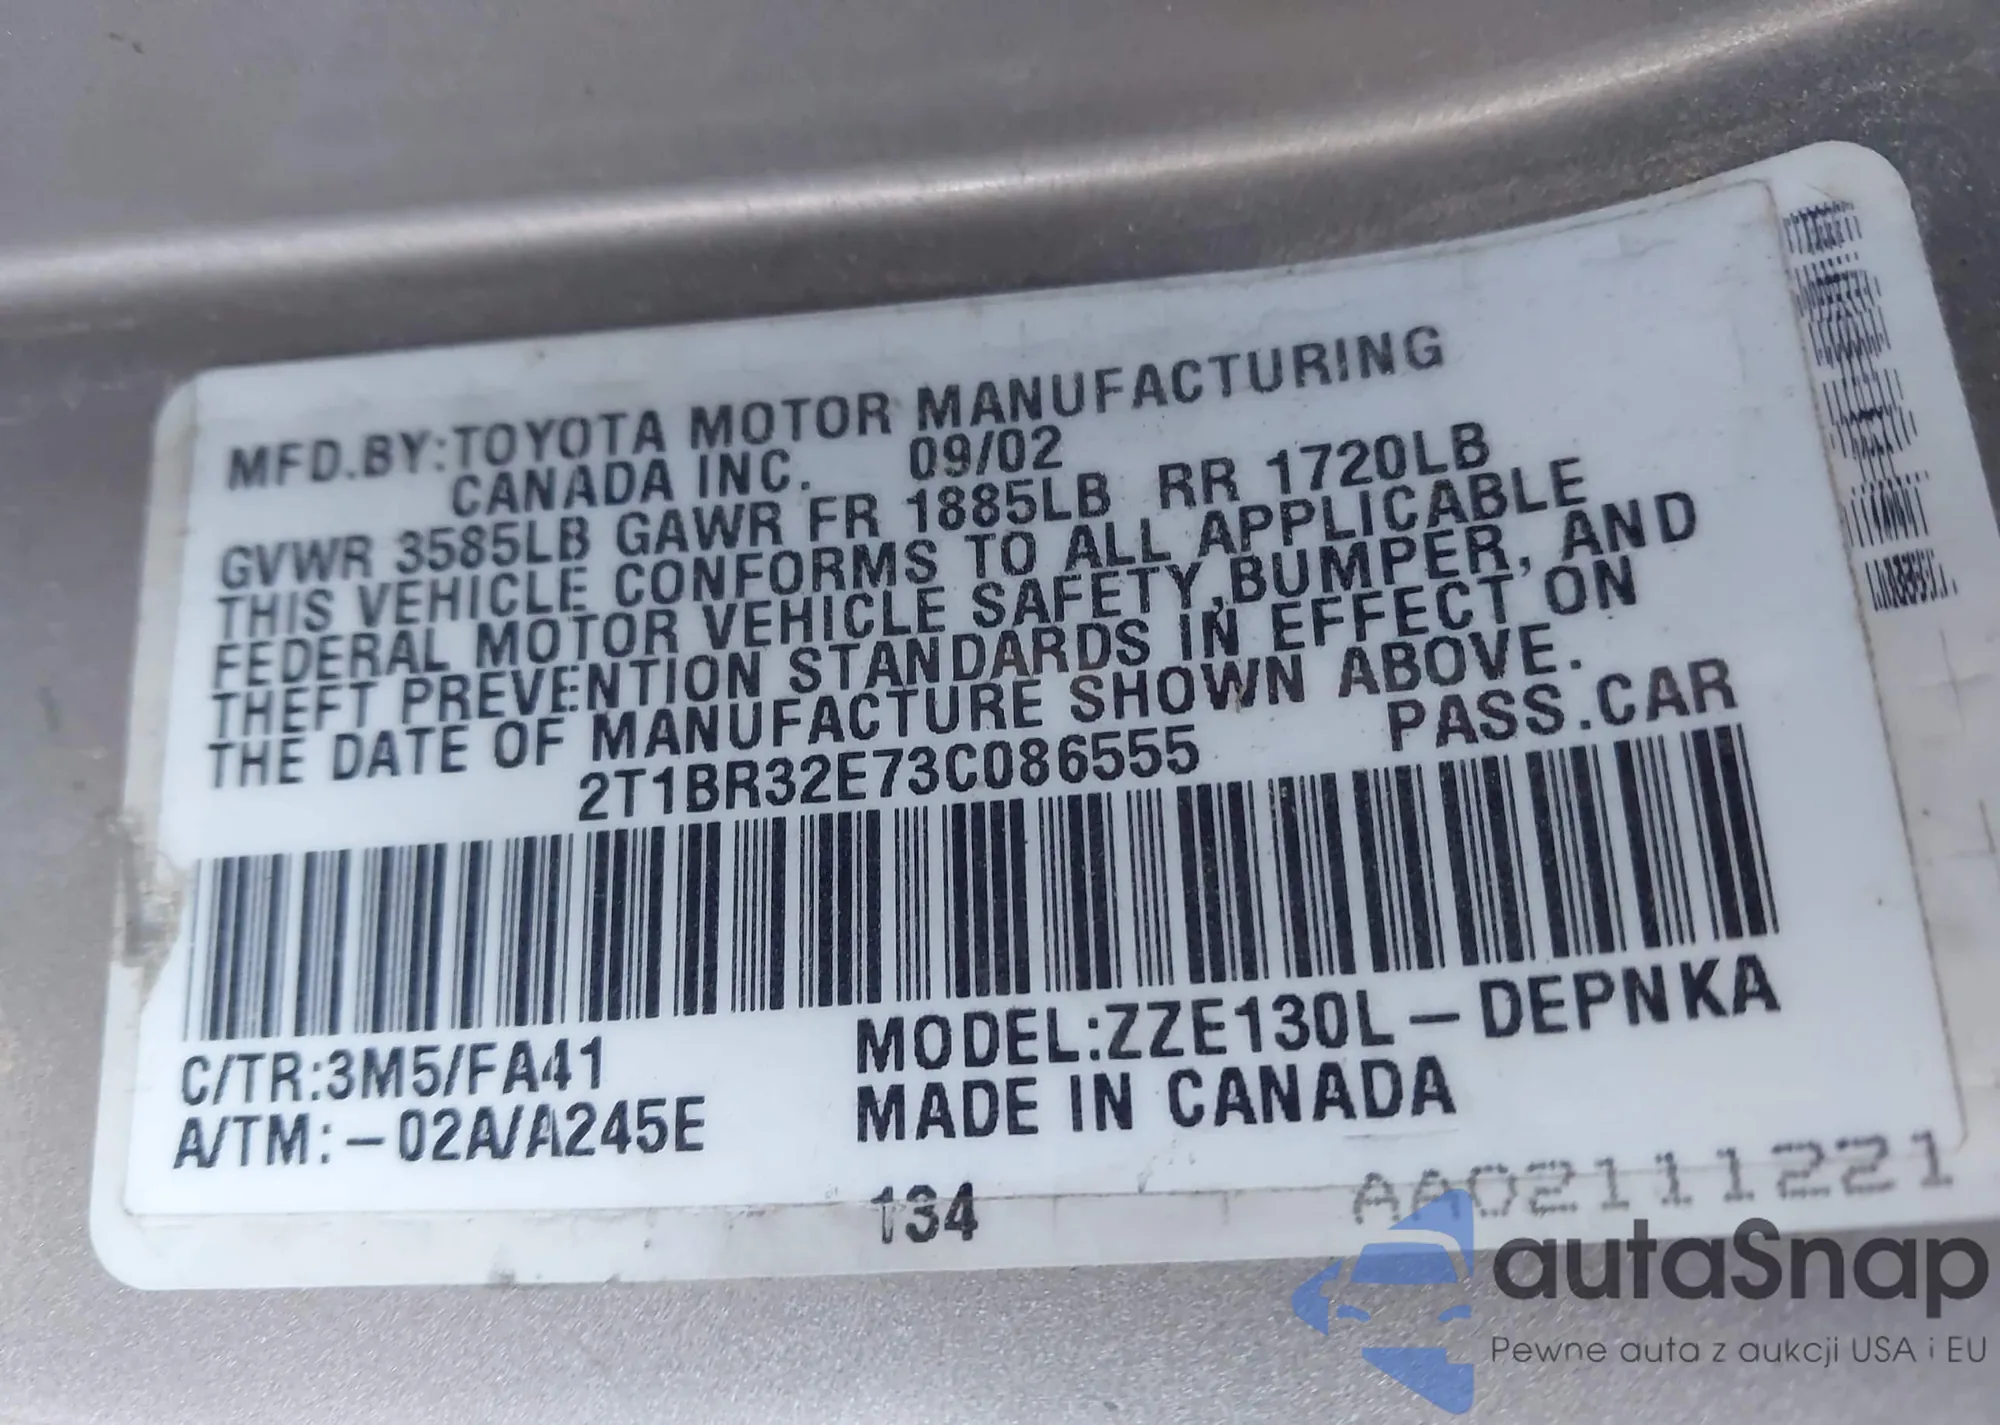 MFD.BY:TOYOTA MOTOR MANUFACTURING
CANADA INC. 09/02
GVWR 3585LB GAWR FR 1885LB RR 1720LB
THIS VEHICLE CONFORMS TO ALL APPLICABLE
FEDERAL MOTOR VEHICLE SAFETY,BUMPER, AND
THEFT PREVENTION STANDARDS IN EFFECT ON
THE DATE OF MANUFACTURE SHOWN ABOVE.
2T1BR32E73C086555 PASS.CAR
C/TR:3M5/FA41 MODEL:ZZE130L-DEPNKA
A/TM:-02A/A245E MADE IN CANADA
134 AA02111221
autaSnap
Pewne auta z aukcji USA i EU